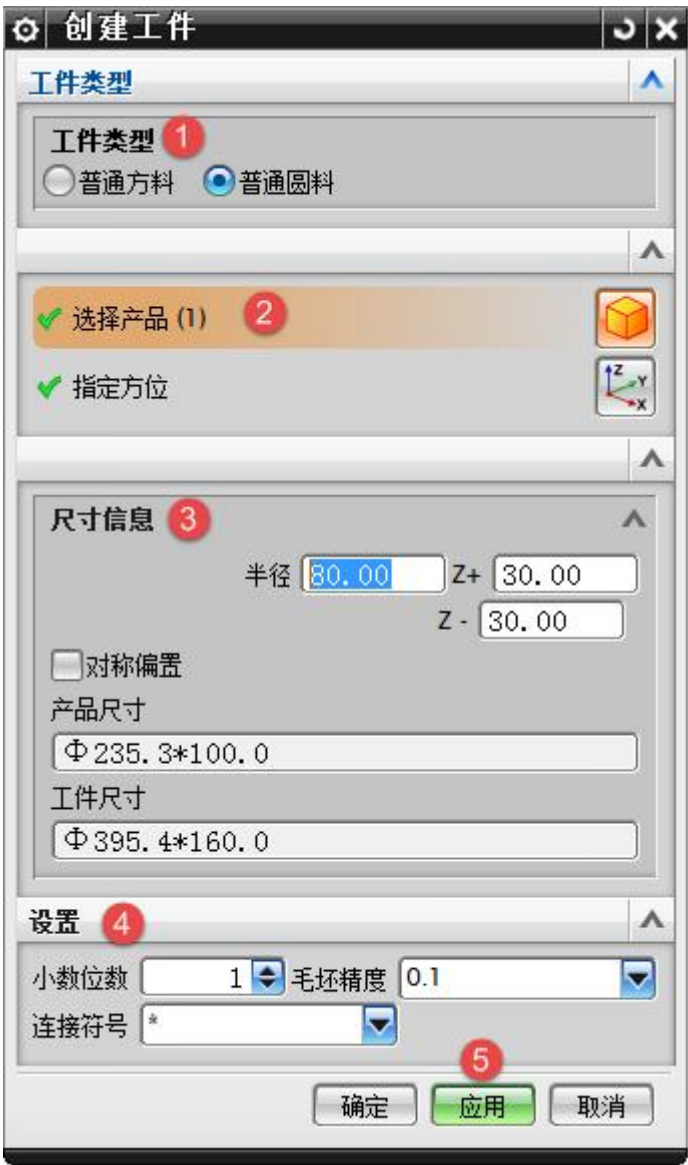 创建工件
工件类型
工件类型 1
普通方料 普通圆料
选择产品 (1) 2
指定方位
Z
Y
X
尺寸信息 3
半径 80.00 Z+ 30.00
Z - 30.00
对称偏置
产品尺寸
Φ235.3*100.0
工件尺寸
Φ395.4*160.0
设置 4
小数位数 1 毛坯精度 0.1
连接符号 *
5
确定 应用 取消